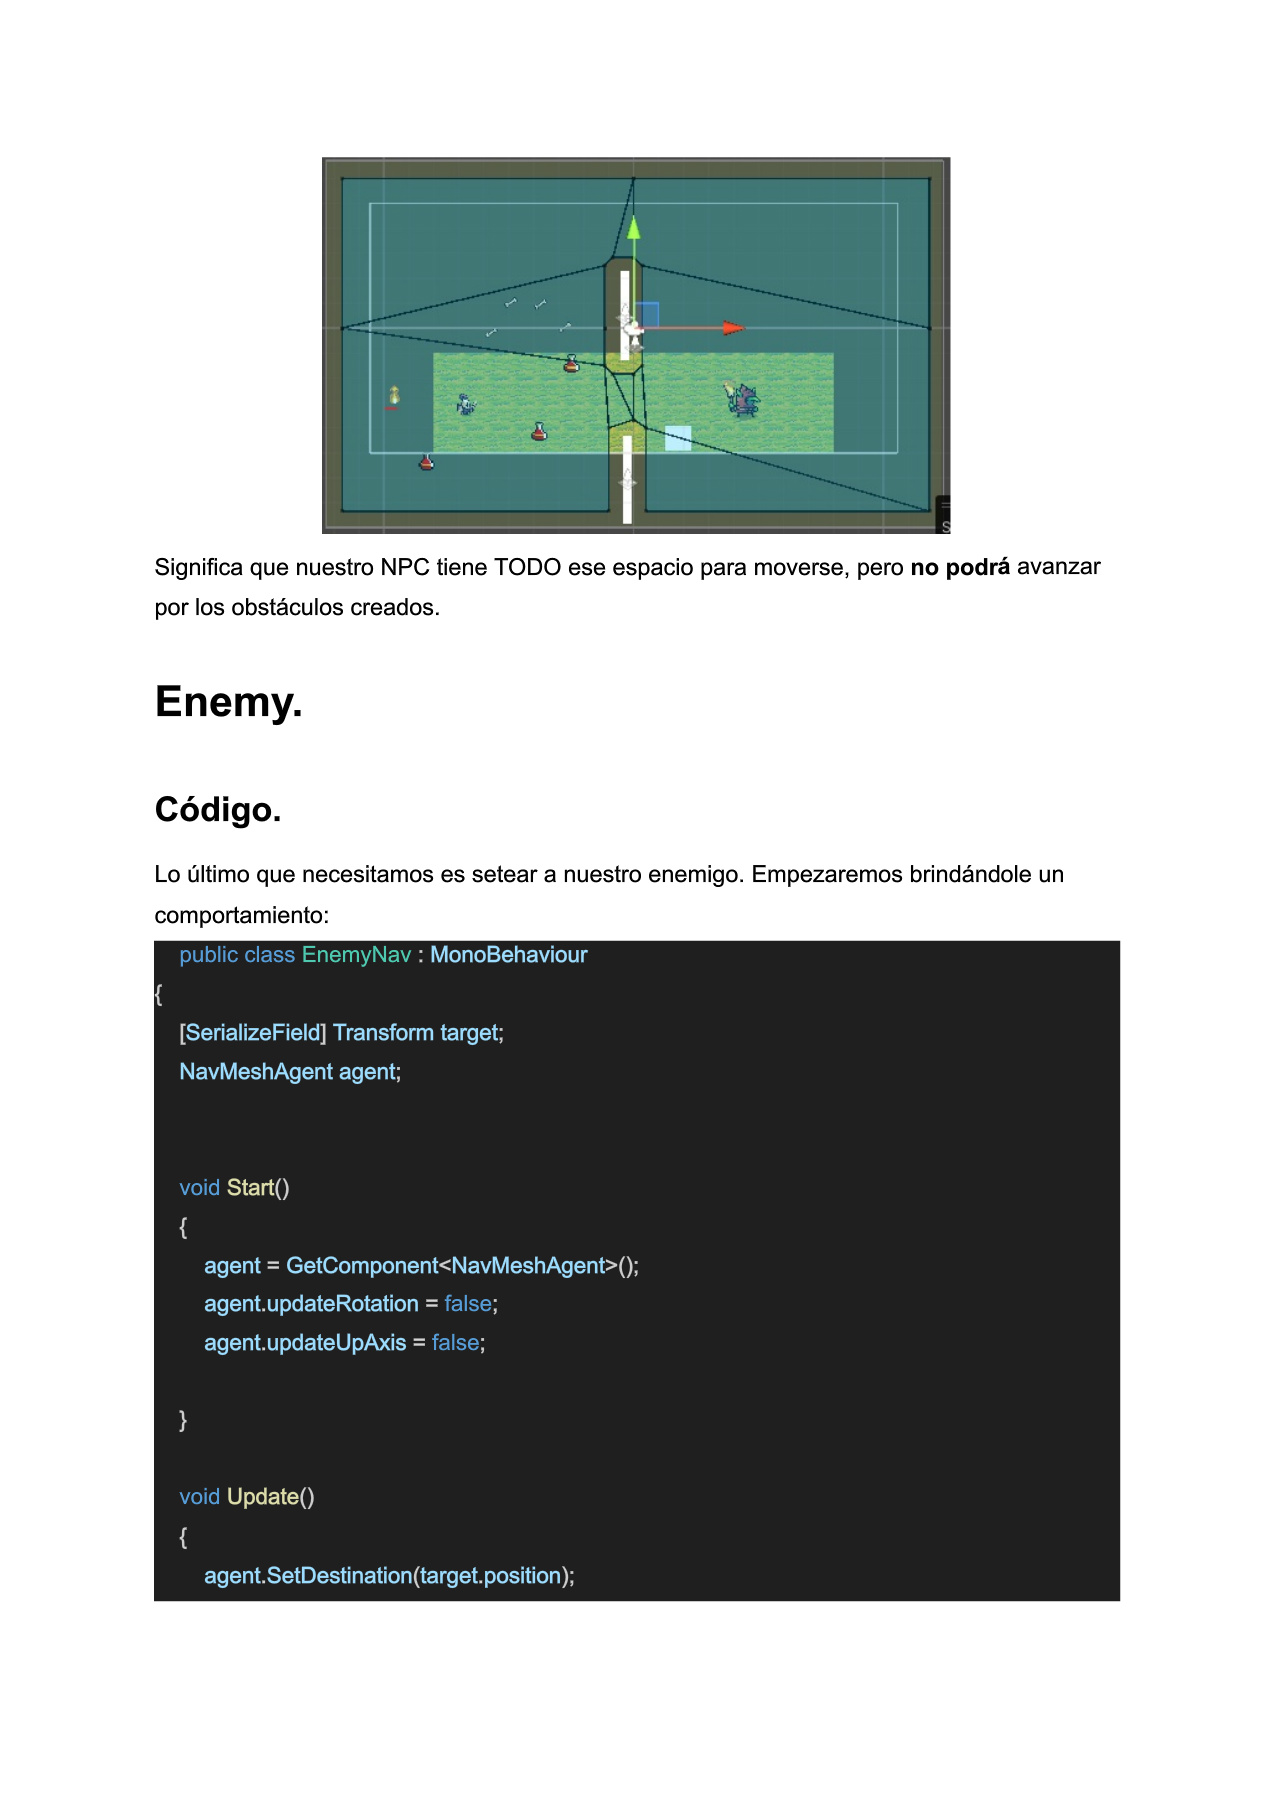 S
Significa que nuestro NPC tiene TODO ese espacio para moverse, pero no podrá avanzar
por los obstáculos creados.
Enemy.
Código.
Lo último que necesitamos es setear a nuestro enemigo. Empezaremos brindándole un
comportamiento:
public class EnemyNav : MonoBehaviour
{
[SerializeField] Transform target;
NavMeshAgent agent;
void Start()
{
agent = GetComponent<NavMeshAgent>();
agent.updateRotation = false;
agent.updateUpAxis = false;
}
void Update()
{
agent.SetDestination(target.position);